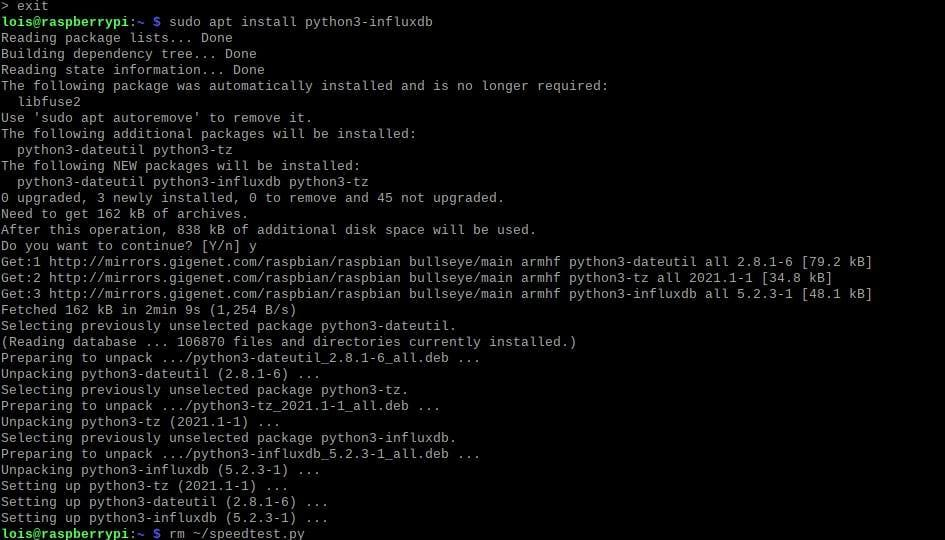 > exit
lois@raspberrypi:~ $ sudo apt install python3-influxdb
Reading package lists... Done
Building dependency tree... Done
Reading state information... Done
The following package was automatically installed and is no longer required:
  libfuse2
Use 'sudo apt autoremove' to remove it.
The following additional packages will be installed:
  python3-dateutil python3-tz
The following NEW packages will be installed:
  python3-dateutil python3-influxdb python3-tz
0 upgraded, 3 newly installed, 0 to remove and 45 not upgraded.
Need to get 162 kB of archives.
After this operation, 838 kB of additional disk space will be used.
Do you want to continue? [Y/n] y
Get:1 http://mirrors.gigenet.com/raspbian/raspbian bullseye/main armhf python3-dateutil all 2.8.1-6 [79.2 kB]
Get:2 http://mirrors.gigenet.com/raspbian/raspbian bullseye/main armhf python3-tz all 2021.1-1 [34.8 kB]
Get:3 http://mirrors.gigenet.com/raspbian/raspbian bullseye/main armhf python3-influxdb all 5.2.3-1 [48.1 kB]
Fetched 162 kB in 2min 9s (1,254 B/s)
Selecting previously unselected package python3-dateutil.
(Reading database ... 106870 files and directories currently installed.)
Preparing to unpack .../python3-dateutil_2.8.1-6_all.deb ...
Unpacking python3-dateutil (2.8.1-6) ...
Selecting previously unselected package python3-tz.
Preparing to unpack .../python3-tz_2021.1-1_all.deb ...
Unpacking python3-tz (2021.1-1) ...
Selecting previously unselected package python3-influxdb.
Preparing to unpack .../python3-influxdb_5.2.3-1_all.deb ...
Unpacking python3-influxdb (5.2.3-1) ...
Setting up python3-tz (2021.1-1) ...
Setting up python3-dateutil (2.8.1-6) ...
Setting up python3-influxdb (5.2.3-1) ...
lois@raspberrypi:~ $ rm ~/speedtest.py